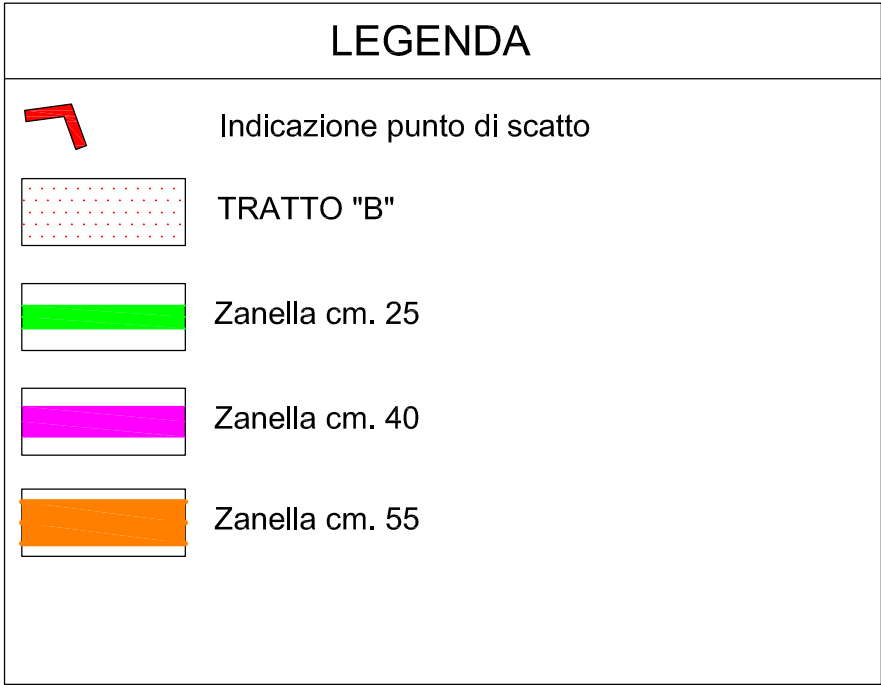 LEGENDA
Indicazione punto di scatto
TRATTO "B"
Zanella cm. 25
Zanella cm. 40
Zanella cm. 55